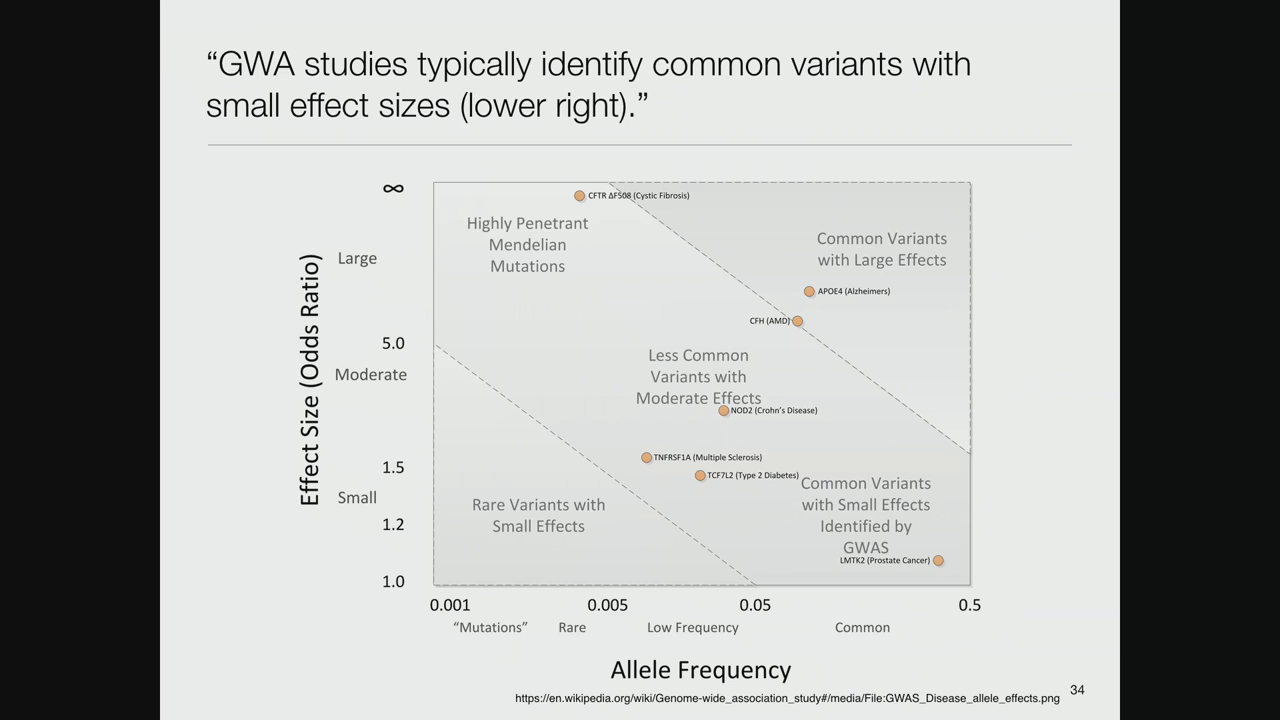 “GWA studies typically identify common variants with
small effect sizes (lower right).”
∞
CFTR ΔF508 (Cystic Fibrosis)
Highly Penetrant
Mendelian
Mutations
Common Variants
with Large Effects
Large
Effect Size (Odds Ratio)
APOE4 (Alzheimers)
CFH (AMD)
5.0
Moderate
Less Common
Variants with
Moderate Effects
NOD2 (Crohn’s Disease)
TNFRSF1A (Multiple Sclerosis)
1.5
TCF7L2 (Type 2 Diabetes)
Small
Common Variants
with Small Effects
Identified by
GWAS
Rare Variants with
Small Effects
1.2
LMTK2 (Prostate Cancer)
1.0
0.001 0.005 0.05 0.5
“Mutations” Rare Low Frequency Common
Allele Frequency
34
https://en.wikipedia.org/wiki/Genome-wide_association_study#/media/File:GWAS_Disease_allele_effects.png